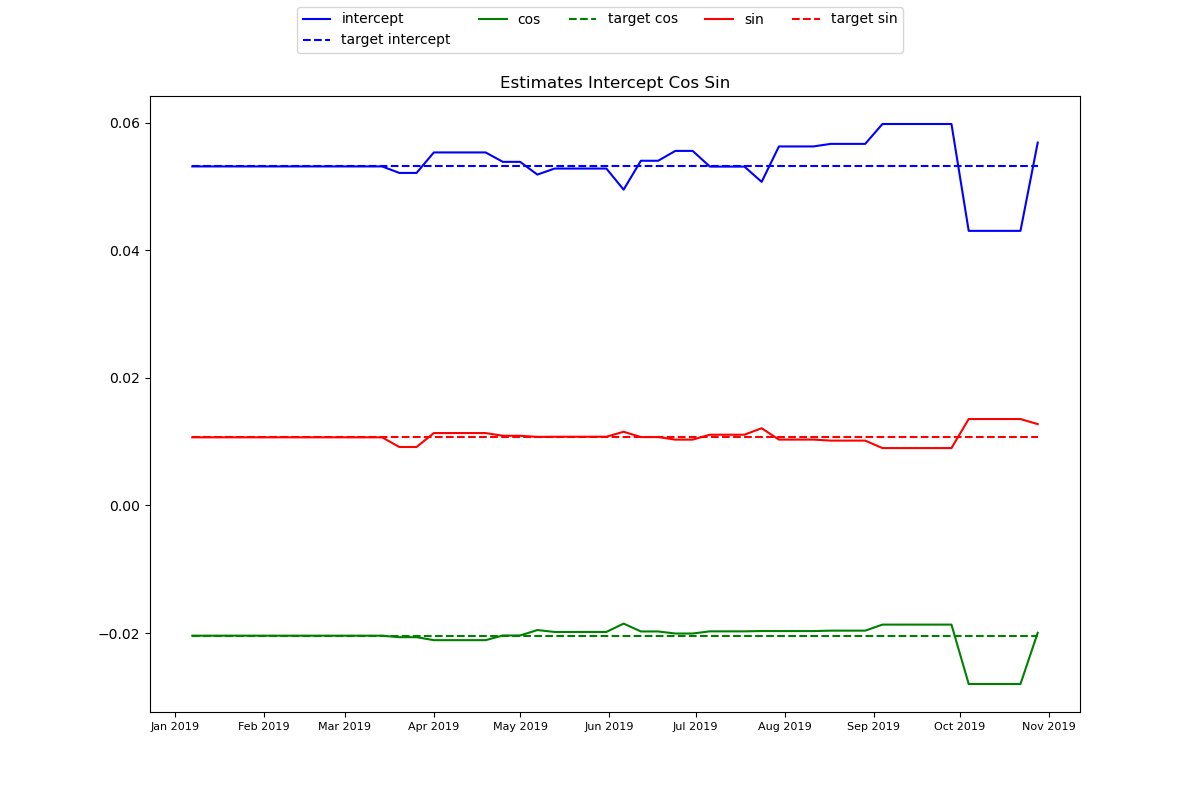 intercept cos target cos sin target sin
target intercept
Estimates Intercept Cos Sin
0.06
0.04
0.02
0.00
−0.02
Jan 2019 Feb 2019 Mar 2019 Apr 2019 May 2019 Jun 2019 Jul 2019 Aug 2019 Sep 2019 Oct 2019 Nov 2019